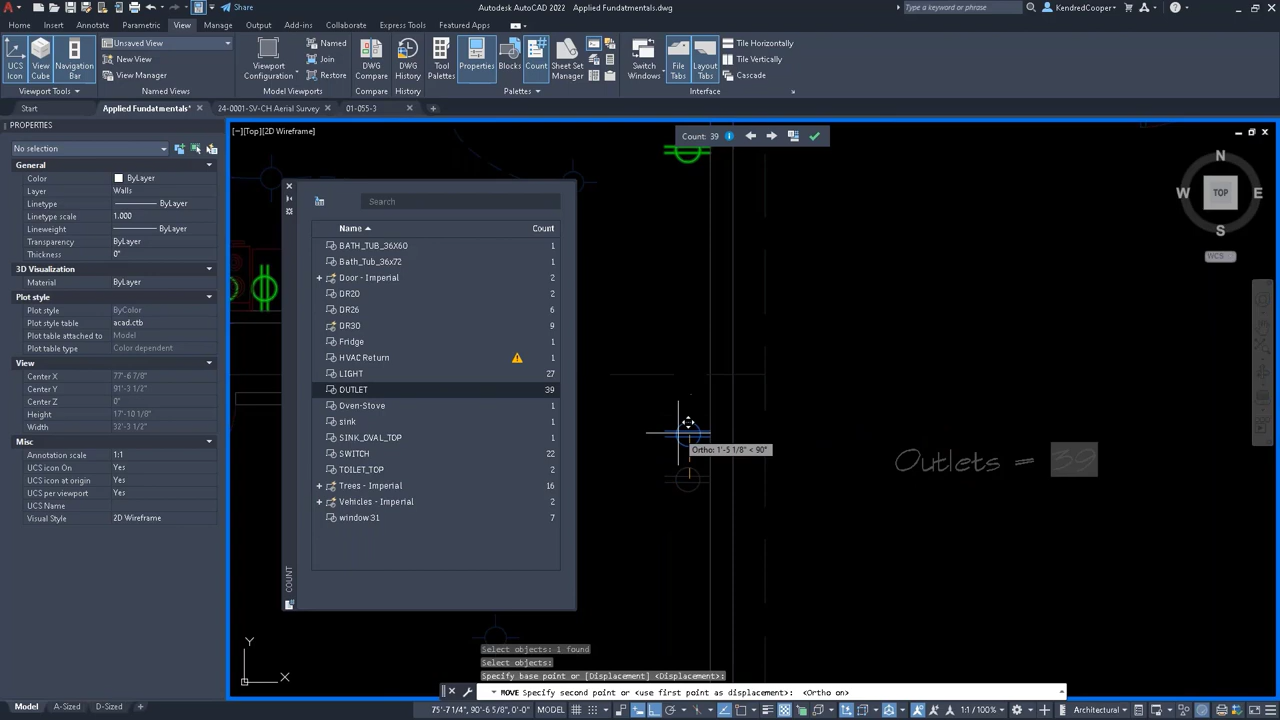 Share
Autodesk AutoCAD 2022 Applied Fundtamentals.dwg
Type a keyword or phrase
KendredCooper
Home Insert Annotate Parametric View Manage Output Add-ins Collaborate Express Tools Featured Apps
UCS Icon
View Cube
Navigation Bar
Unsaved View
New View
View Manager
Viewport Configuration
Named
Join
Restore
DWG Compare
DWG History
Tool Palettes
Properties
Blocks
Count
Sheet Set Manager
Switch Windows
File Tabs
Layout Tabs
Tile Horizontally
Tile Vertically
Cascade
Viewport Tools Named Views Model Viewports Compare History Palettes Interface
Start Applied Fundtamentals* 24-0001-SV-CH Aerial Survey 01-055-3
PROPERTIES
No selection
General
Color ByLayer
Layer Walls
Linetype ByLayer
Linetype scale 1.000
Lineweight ByLayer
Transparency ByLayer
Thickness 0"
3D Visualization
Material ByLayer
Plot style
Plot style ByColor
Plot style table acad.ctb
Plot table attached to Model
Plot table type Color dependent
View
Center X 77'-6 7/8"
Center Y 91'-3 1/2"
Center Z 0"
Height 17'-10 1/8"
Width 32'-3 1/2"
Misc
Annotation scale 1:1
UCS icon On Yes
UCS icon at origin Yes
UCS per viewport Yes
UCS Name
Visual Style 2D Wireframe
[−][Top][2D Wireframe]
Count: 39
N
W TOP E
S
WCS
Search
Name Count
BATH_TUB_36X60 1
Bath_Tub_36x72 1
Door - Imperial 2
DR20 2
DR26 6
DR30 9
Fridge 1
HVAC Return 1
LIGHT 27
OUTLET 39
Oven-Stove 1
sink 1
SINK_OVAL_TOP 1
SWITCH 22
TOILET_TOP 1
Trees - Imperial 16
Vehicles - Imperial 2
window 31 7
COUNT
Ortho: 1'-5 1/8" < 90°
Outlets = 39
Y
X
Select objects: 1 found
Select objects:
Specify base point or [Displacement] <Displacement>:
MOVE Specify second point or <use first point as displacement>: <Ortho on>
Model A-Sized D-Sized
75'-7 1/4", 90'-6 5/8", 0'-0" MODEL 1:1 / 100% Architectural